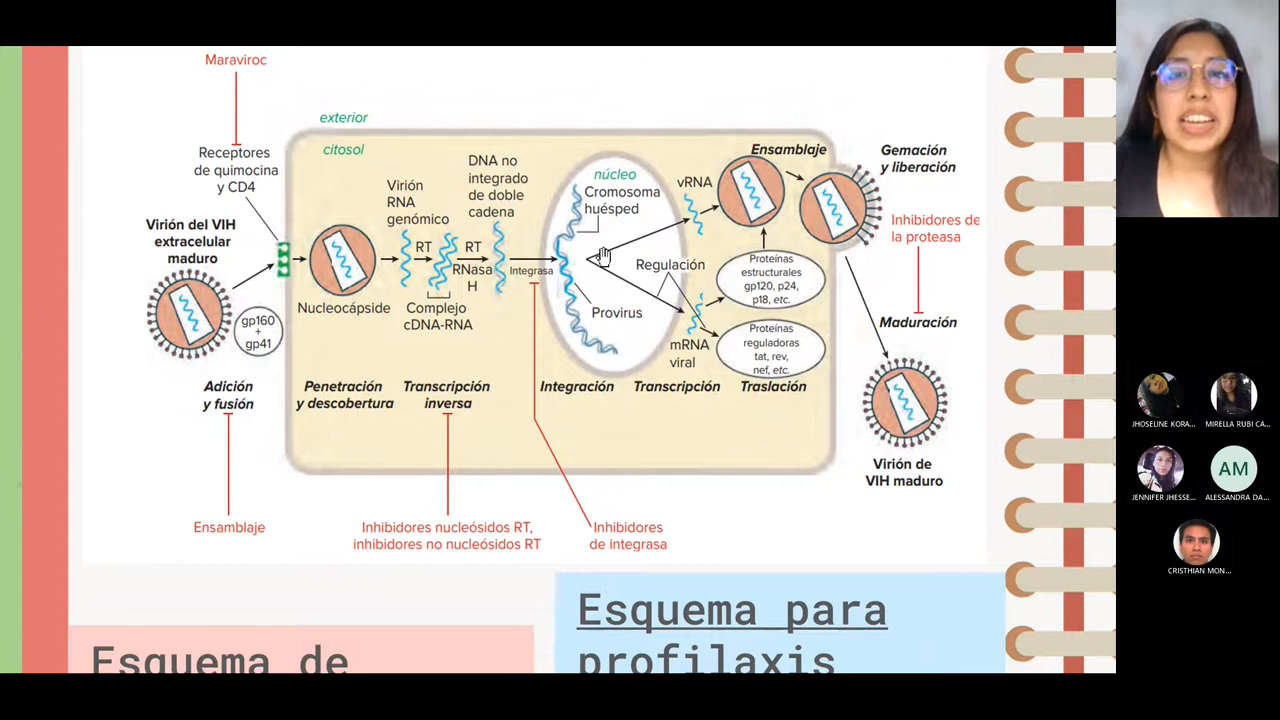 Maraviroc
exterior
citosol
Receptores
de quimocina
y CD4
Virión del VIH
extracelular
maduro
gp160
+
gp41
Nucleocápside
Virión
RNA
genómico
RT
Complejo
cDNA-RNA
RT
RNasa
H
DNA no
integrado
de doble
cadena
Integrasa
núcleo
Cromosoma
huésped
Provirus
Regulación
vRNA
mRNA
viral
Ensamblaje
Proteínas
estructurales
gp120, p24,
p18, etc.
Proteínas
reguladoras
tat, rev,
nef, etc.
Gemación
y liberación
Inhibidores de
la proteasa
Maduración
Virión de
VIH maduro
Adición
y fusión
Penetración
y descobertura
Transcripción
inversa
Integración
Transcripción
Traslación
Ensamblaje
Inhibidores nucleósidos RT,
inhibidores no nucleósidos RT
Inhibidores
de integrasa
Esquema de
Esquema para
profilaxis
JHOSELINE KORA...
MIRELLA RUBI CA...
JENNIFER JHESSE...
AM
ALESSANDRA DA...
CRISTHIAN MON...